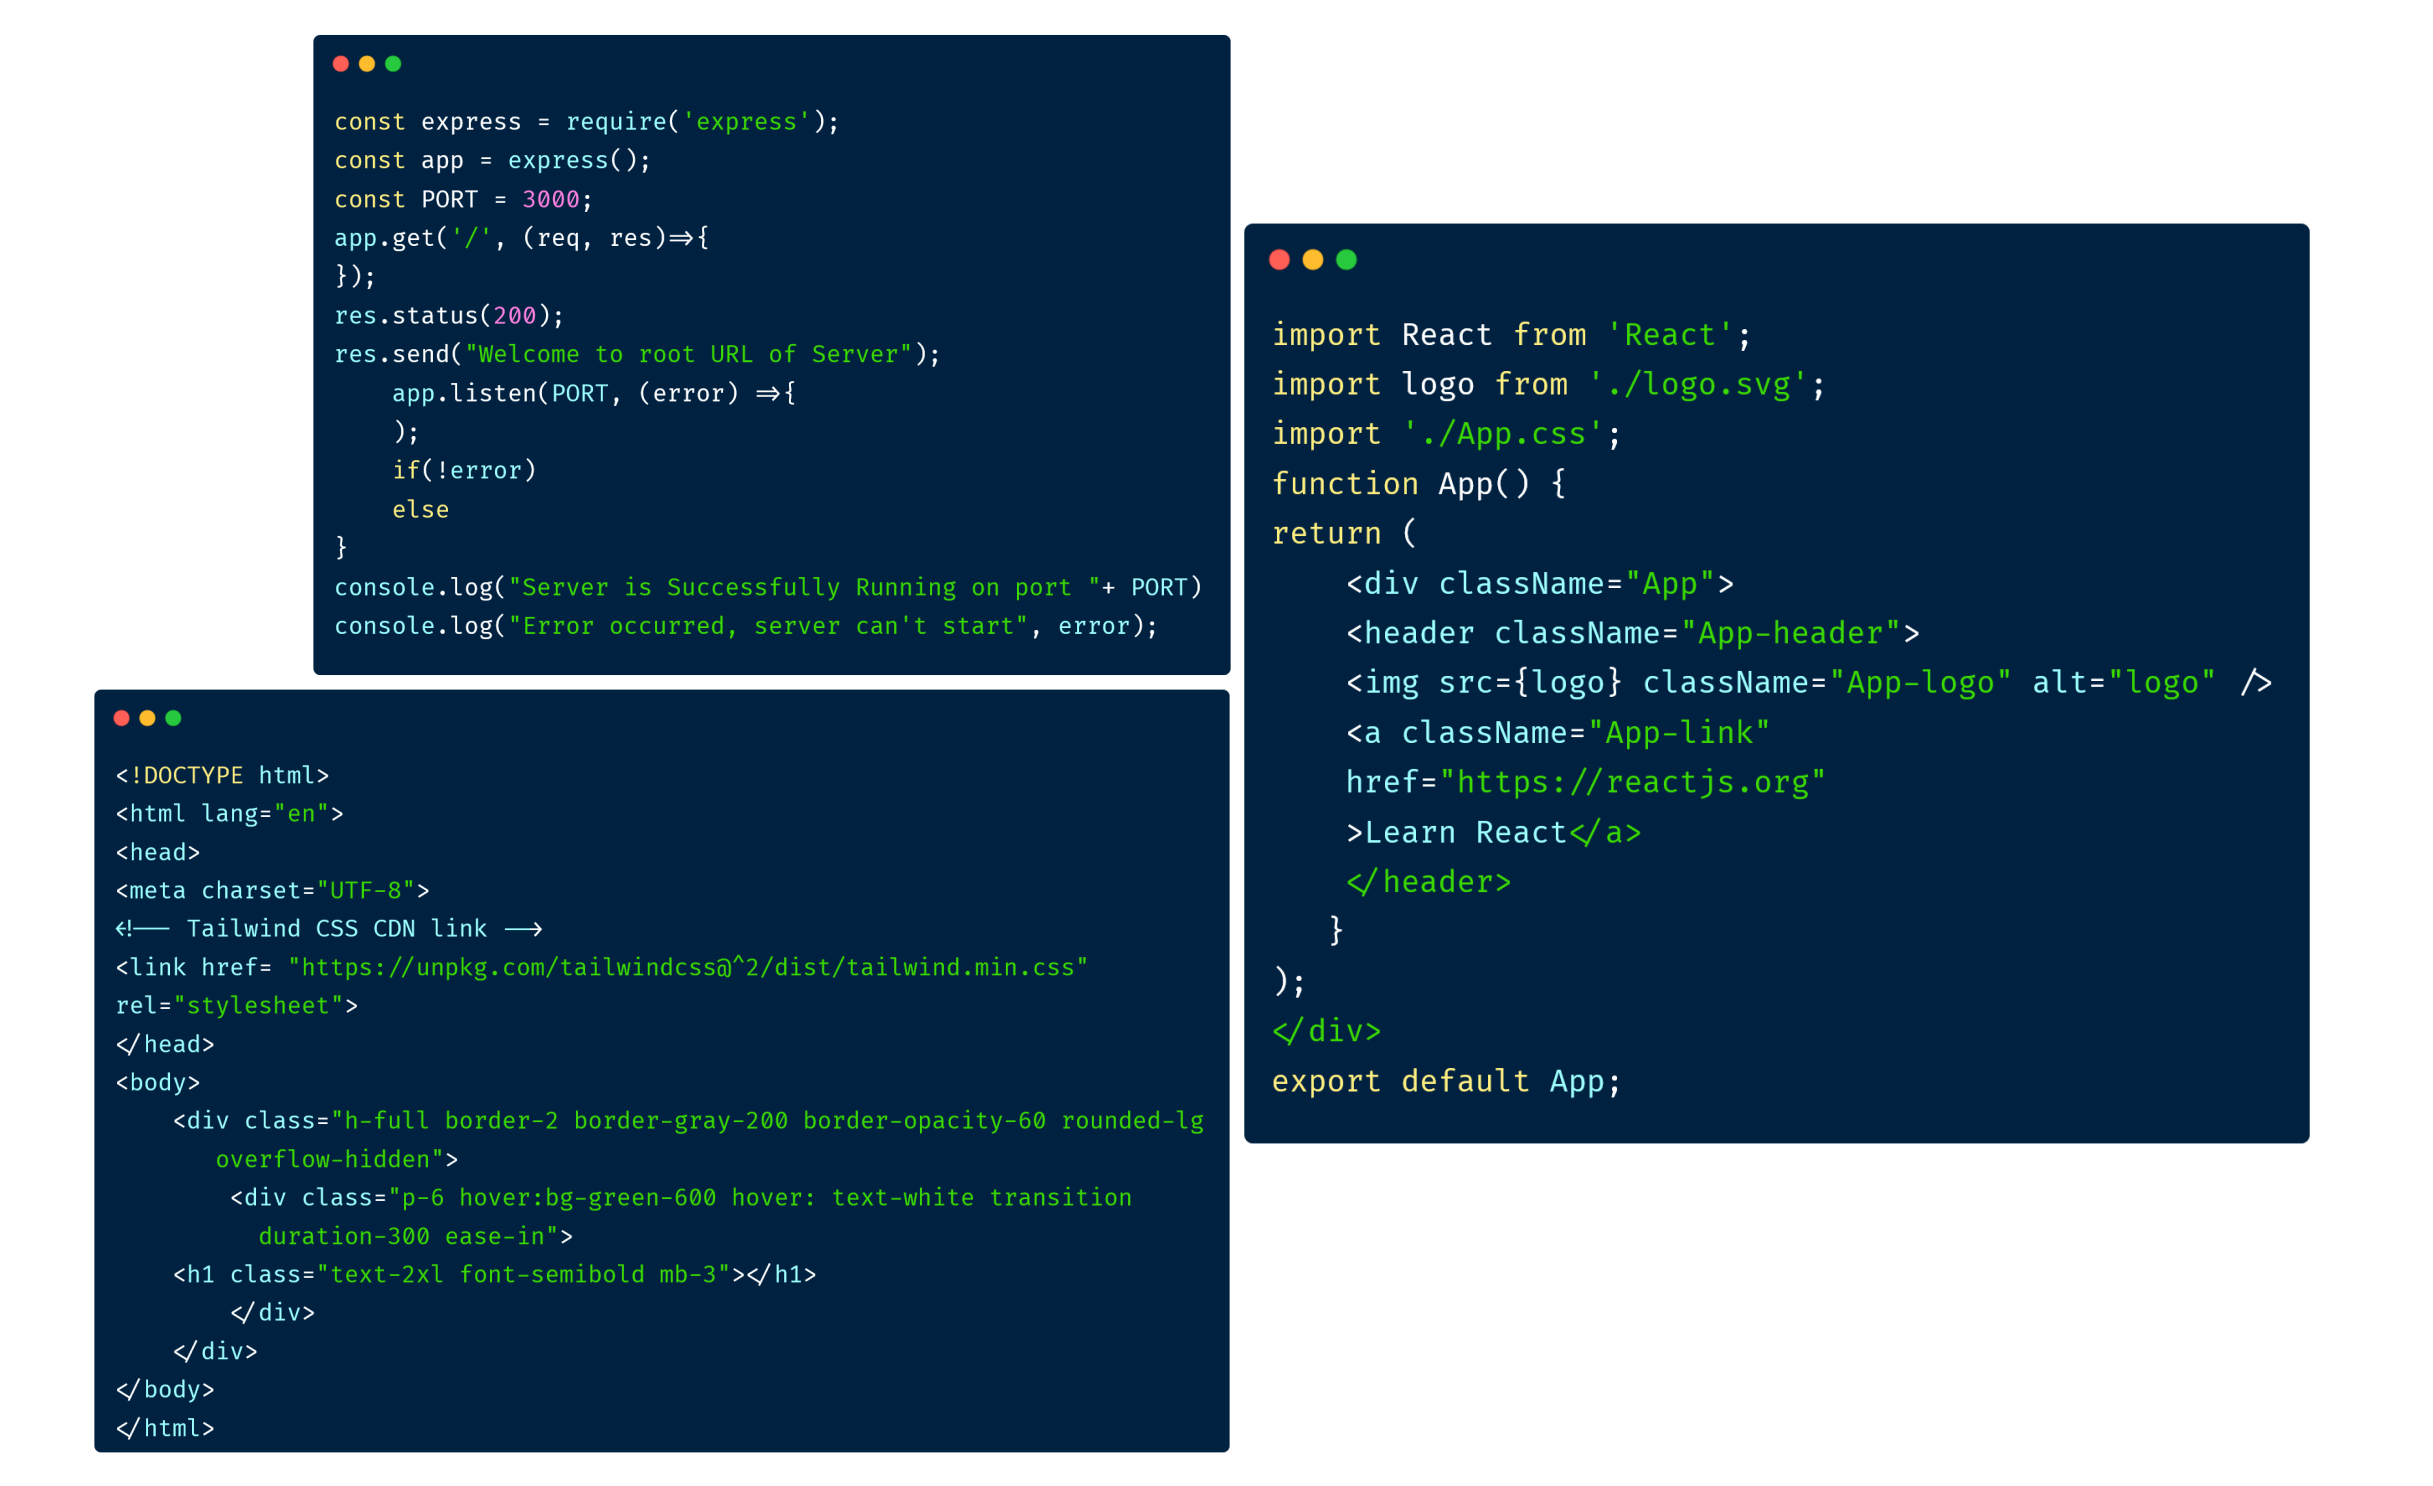 const express = require('express');
const app = express();
const PORT = 3000;
app.get('/', (req, res)=>{
});
res.status(200);
res.send("Welcome to root URL of Server");
    app.listen(PORT, (error) =>{
    );
    if(!error)
    else
}
console.log("Server is Successfully Running on port "+ PORT)
console.log("Error occurred, server can't start", error);
<!DOCTYPE html>
<html lang="en">
<head>
<meta charset="UTF-8">
<!-- Tailwind CSS CDN link -->
<link href= "https://unpkg.com/tailwindcss@^2/dist/tailwind.min.css"
rel="stylesheet">
</head>
<body>
    <div class="h-full border-2 border-gray-200 border-opacity-60 rounded-lg
       overflow-hidden">
        <div class="p-6 hover:bg-green-600 hover: text-white transition
          duration-300 ease-in">
    <h1 class="text-2xl font-semibold mb-3"></h1>
        </div>
    </div>
</body>
</html>
import React from 'React';
import logo from './logo.svg';
import './App.css';
function App() {
return (
    <div className="App">
    <header className="App-header">
    <img src={logo} className="App-logo" alt="logo" />
    <a className="App-link"
    href="https://reactjs.org"
    >Learn React</a>
    </header>
   }
);
</div>
export default App;